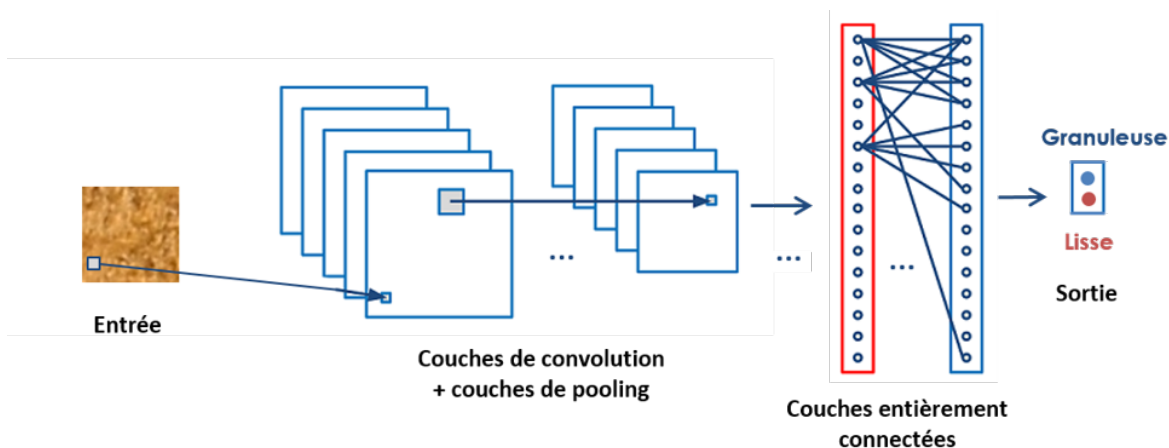 Entrée
...
Couches de convolution
+ couches de pooling
...
...
Couches entièrement
connectées
Granuleuse
Lisse
Sortie